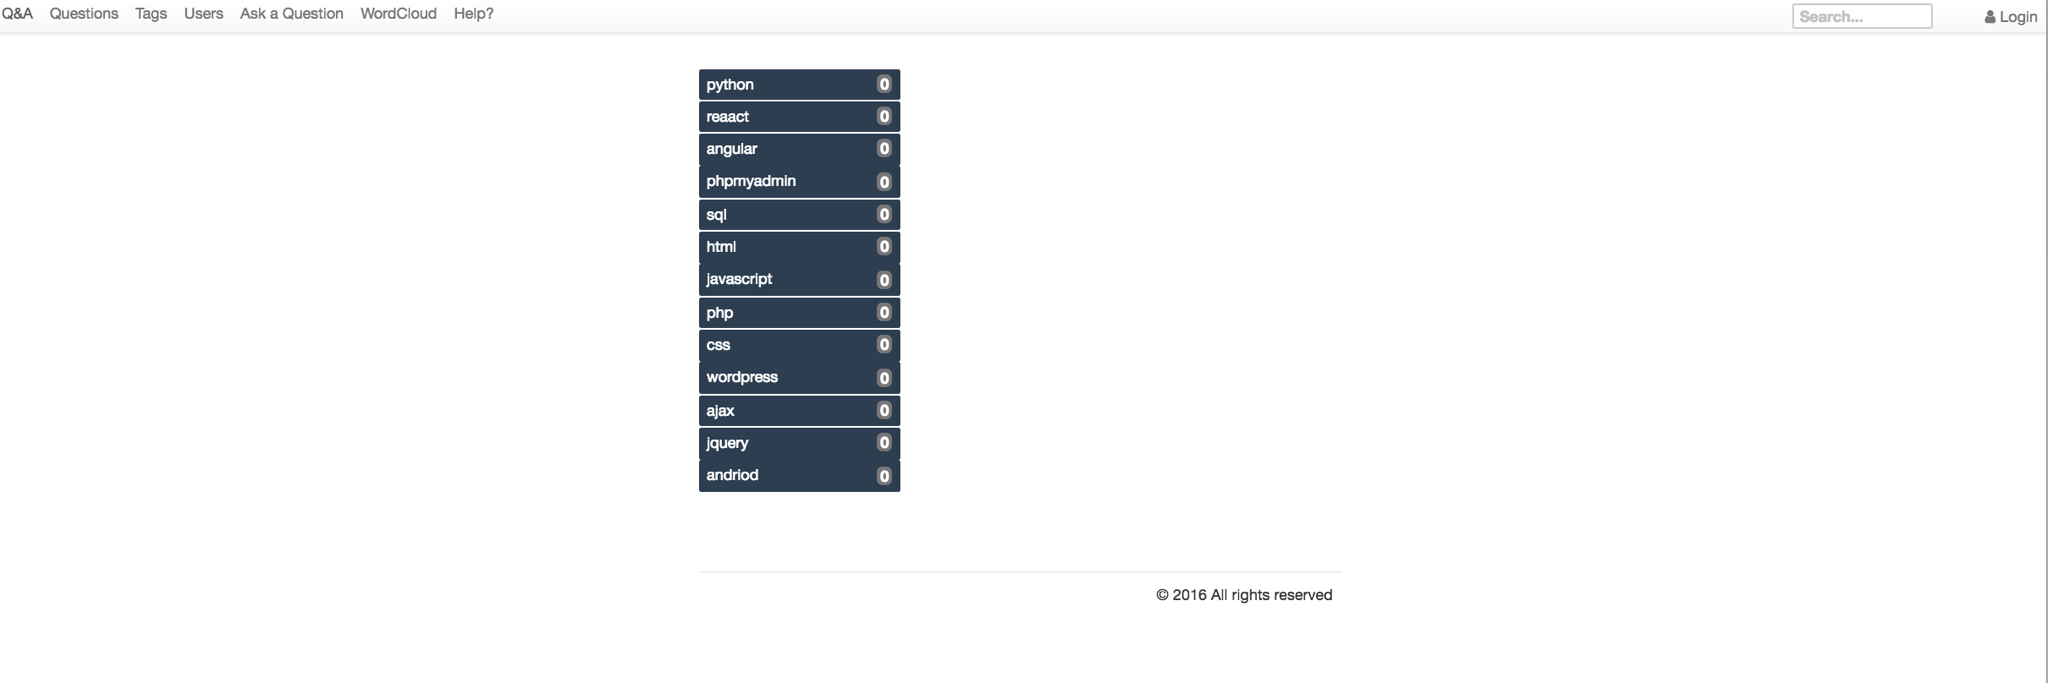 Q&A Questions Tags Users Ask a Question WordCloud Help? Search... Login
python 0
reaact 0
angular 0
phpmyadmin 0
sql 0
html 0
javascript 0
php 0
css 0
wordpress 0
ajax 0
jquery 0
andriod 0
© 2016 All rights reserved